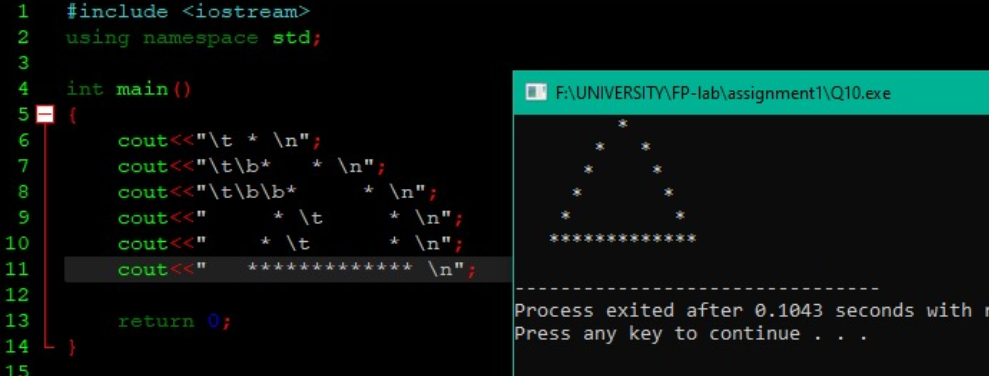 1 #include <iostream>
2 using namespace std;
3
4 int main()
5 {
6 cout<<"\t * \n";
7 cout<<"\t\b*   * \n";
8 cout<<"\t\b\b*     * \n";
9 cout<<"     * \t      * \n";
10 cout<<"    * \t      * \n";
11 cout<<"   ************* \n";
12
13 return 0;
14 }
15
F:\UNIVERSITY\FP-lab\assignment1\Q10.exe
         *
       *   *
      *     *
     *       *
    *         *
   *************
--------------------------------
Process exited after 0.1043 seconds with
Press any key to continue . . .